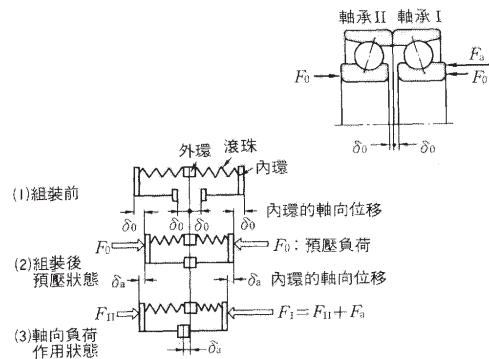 軸承II 軸承I
Fa
F0 F0
δ0 δ0
外環 滾珠
內環
(1)組裝前
內環的軸向位移
δ0 δ0 δ0 δ0
F0 F0：預壓負荷
(2)組裝後
預壓狀態
δa δa 內環的軸向位移
FII FI=FII+Fa
(3)軸向負荷
作用狀態
δa